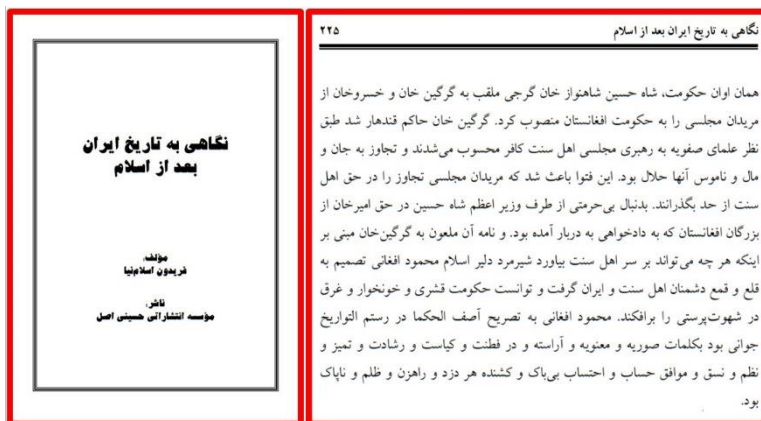 نگاهی به تاریخ ایران
بعد از اسلام
مؤلف:
فریدون اسلام‌نیا
ناشر:
مؤسسه انتشاراتی حسینی اصل
نگاهی به تاریخ ایران بعد از اسلام ۲۲۵
همان اوان حکومت، شاه حسین شاهنواز خان گرجی ملقب به گرگین خان و خسروخان از
مریدان مجلسی را به حکومت افغانستان منصوب کرد. گرگین خان حاکم قندهار شد طبق
نظر علمای صفویه به رهبری مجلسی اهل سنت کافر محسوب می‌شدند و تجاوز به جان و
مال و ناموس آنها حلال بود. این فتوا باعث شد که مریدان مجلسی تجاوز را در حق اهل
سنت از حد بگذرانند. بدنبال بی‌حرمتی از طرف وزیر اعظم شاه حسین در حق امیرخان از
بزرگان افغانستان که به دادخواهی به دربار آمده بود. و نامه آن ملعون به گرگین‌خان مبنی بر
اینکه هر چه می‌تواند بر سر اهل سنت بیاورد شیرمرد دلیر اسلام محمود افغانی تصمیم به
قلع و قمع دشمنان اهل سنت و ایران گرفت و توانست حکومت قشری و خونخوار و غرق
در شهوت‌پرستی را برافکند. محمود افغانی به تصریح آصف الحکما در رستم التواریخ
جوانی بود بکلمات صوریه و معنویه و آراسته و در فطنت و کیاست و رشادت و تمیز و
نظم و نسق و موافق حساب و احتساب بی‌باک و کشنده هر دزد و راهزن و ظلم و ناپاک
بود.